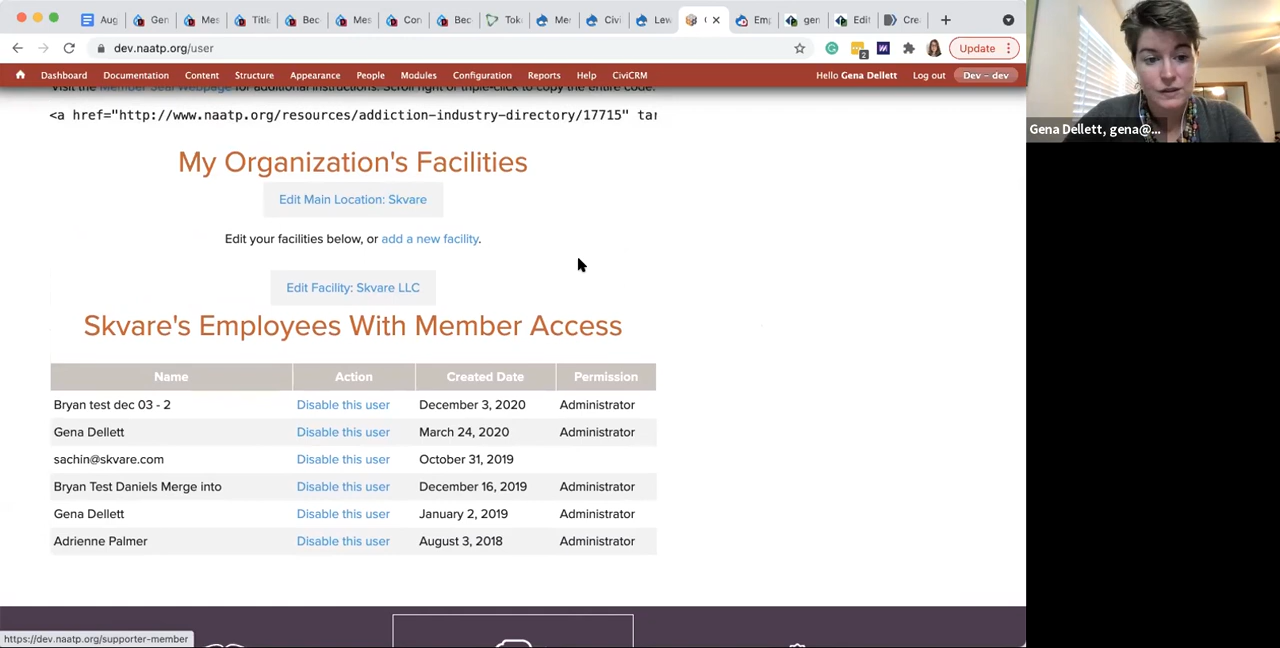 Aug
Gen
Mes
Title
Bec
Mes
Con
Bec
Tok
Mer
Civi
Lew
Emp
gen
Edit
Crea
dev.naatp.org/user
2
Update
Dashboard Documentation Content Structure Appearance People Modules Configuration Reports Help CiviCRM Hello Gena Dellett Log out Dev – dev
Visit the Member Seal Webpage for additional instructions. Scroll right or triple-click to copy the entire code.
<a href="http://www.naatp.org/resources/addiction-industry-directory/17715" tar
My Organization's Facilities
Edit Main Location: Skvare
Edit your facilities below, or add a new facility.
Edit Facility: Skvare LLC
Skvare's Employees With Member Access
Name Action Created Date Permission
Bryan test dec 03 - 2 Disable this user December 3, 2020 Administrator
Gena Dellett Disable this user March 24, 2020 Administrator
sachin@skvare.com Disable this user October 31, 2019
Bryan Test Daniels Merge into Disable this user December 16, 2019 Administrator
Gena Dellett Disable this user January 2, 2019 Administrator
Adrienne Palmer Disable this user August 3, 2018 Administrator
https://dev.naatp.org/supporter-member
Gena Dellett, gena@...